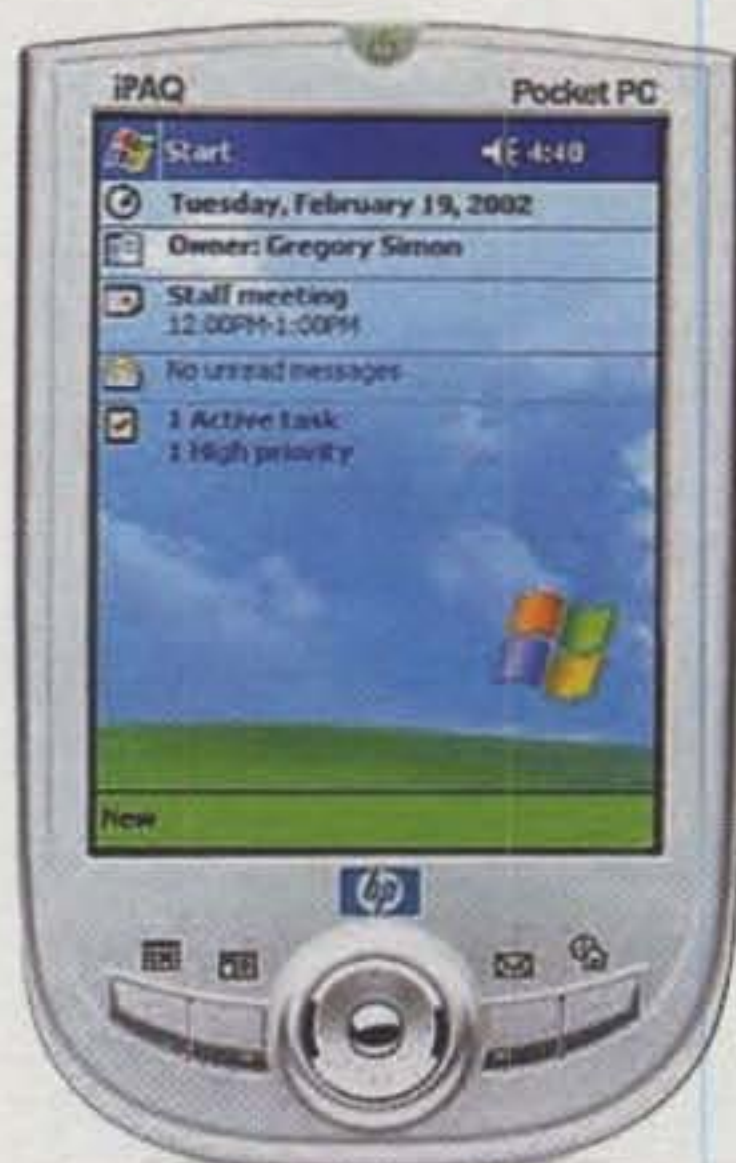 iPAQ Pocket PC
Start 4:40
Tuesday, February 19, 2002
Owner: Gregory Simon
Staff meeting
12:00PM-1:00PM
No unread messages
1 Active task
1 High priority
New
hp